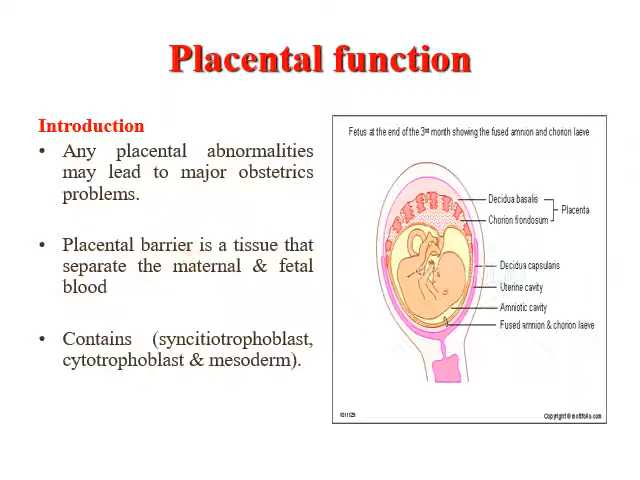 Placental function
Introduction
• Any placental abnormalities
may lead to major obstetrics
problems.
• Placental barrier is a tissue that
separate the maternal & fetal
blood
• Contains (syncitiotrophoblast,
cytotrophoblast & mesoderm).
Fetus at the end of the 3rd month showing the fused amnion and chorion laeve
Decidua basalis
Placenta
Chorion frondosum
Decidus capsularis
Uterine cavity
Amniotic cavity
Fused amnion & chorion laeve
Copyright © motifolio.com